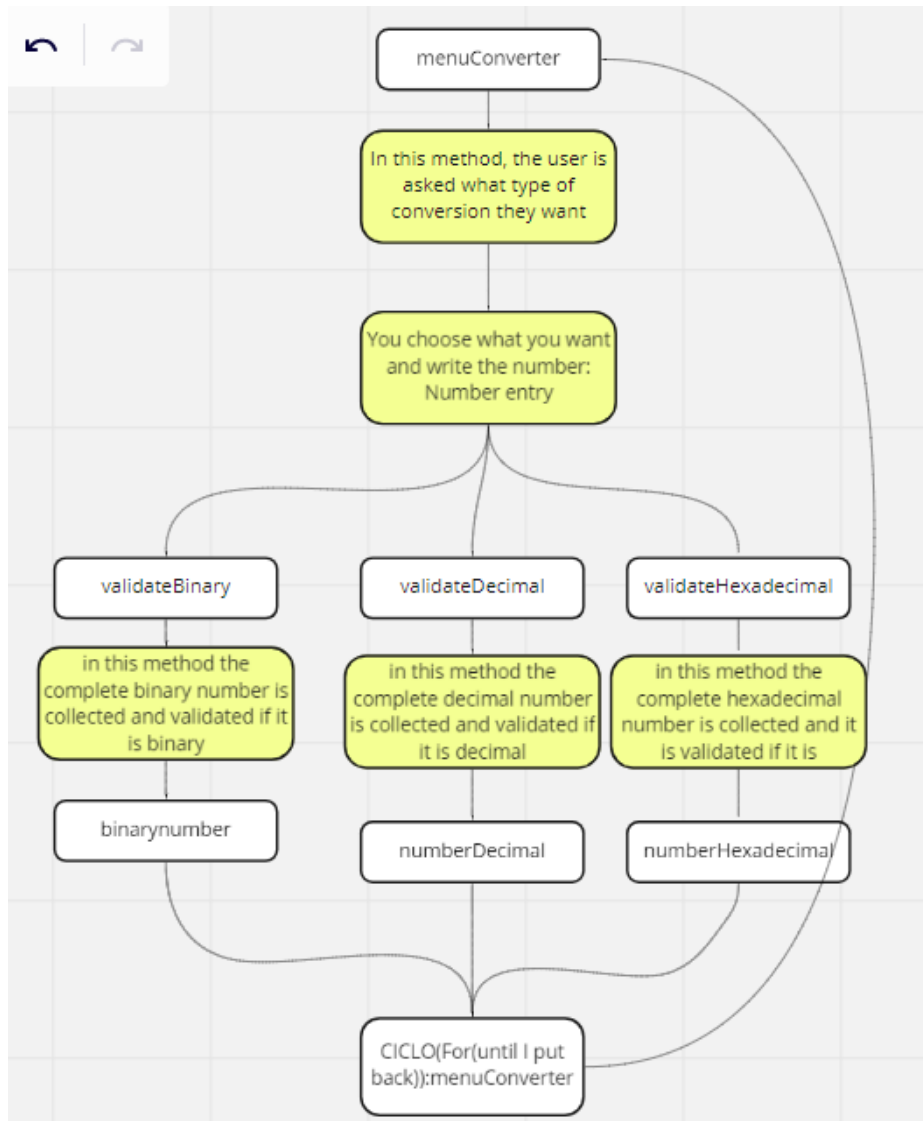 menuConverter
In this method, the user is
asked what type of
conversion they want
You choose what you want
and write the number:
Number entry
validateBinary
validateDecimal
validateHexadecimal
in this method the
complete binary number is
collected and validated if it
is binary
in this method the
complete decimal number
is collected and validated if
it is decimal
in this method the
complete hexadecimal
number is collected and it
is validated if it is
binarynumber
numberDecimal
numberHexadecimal
CICLO(For(until I put
back)):menuConverter